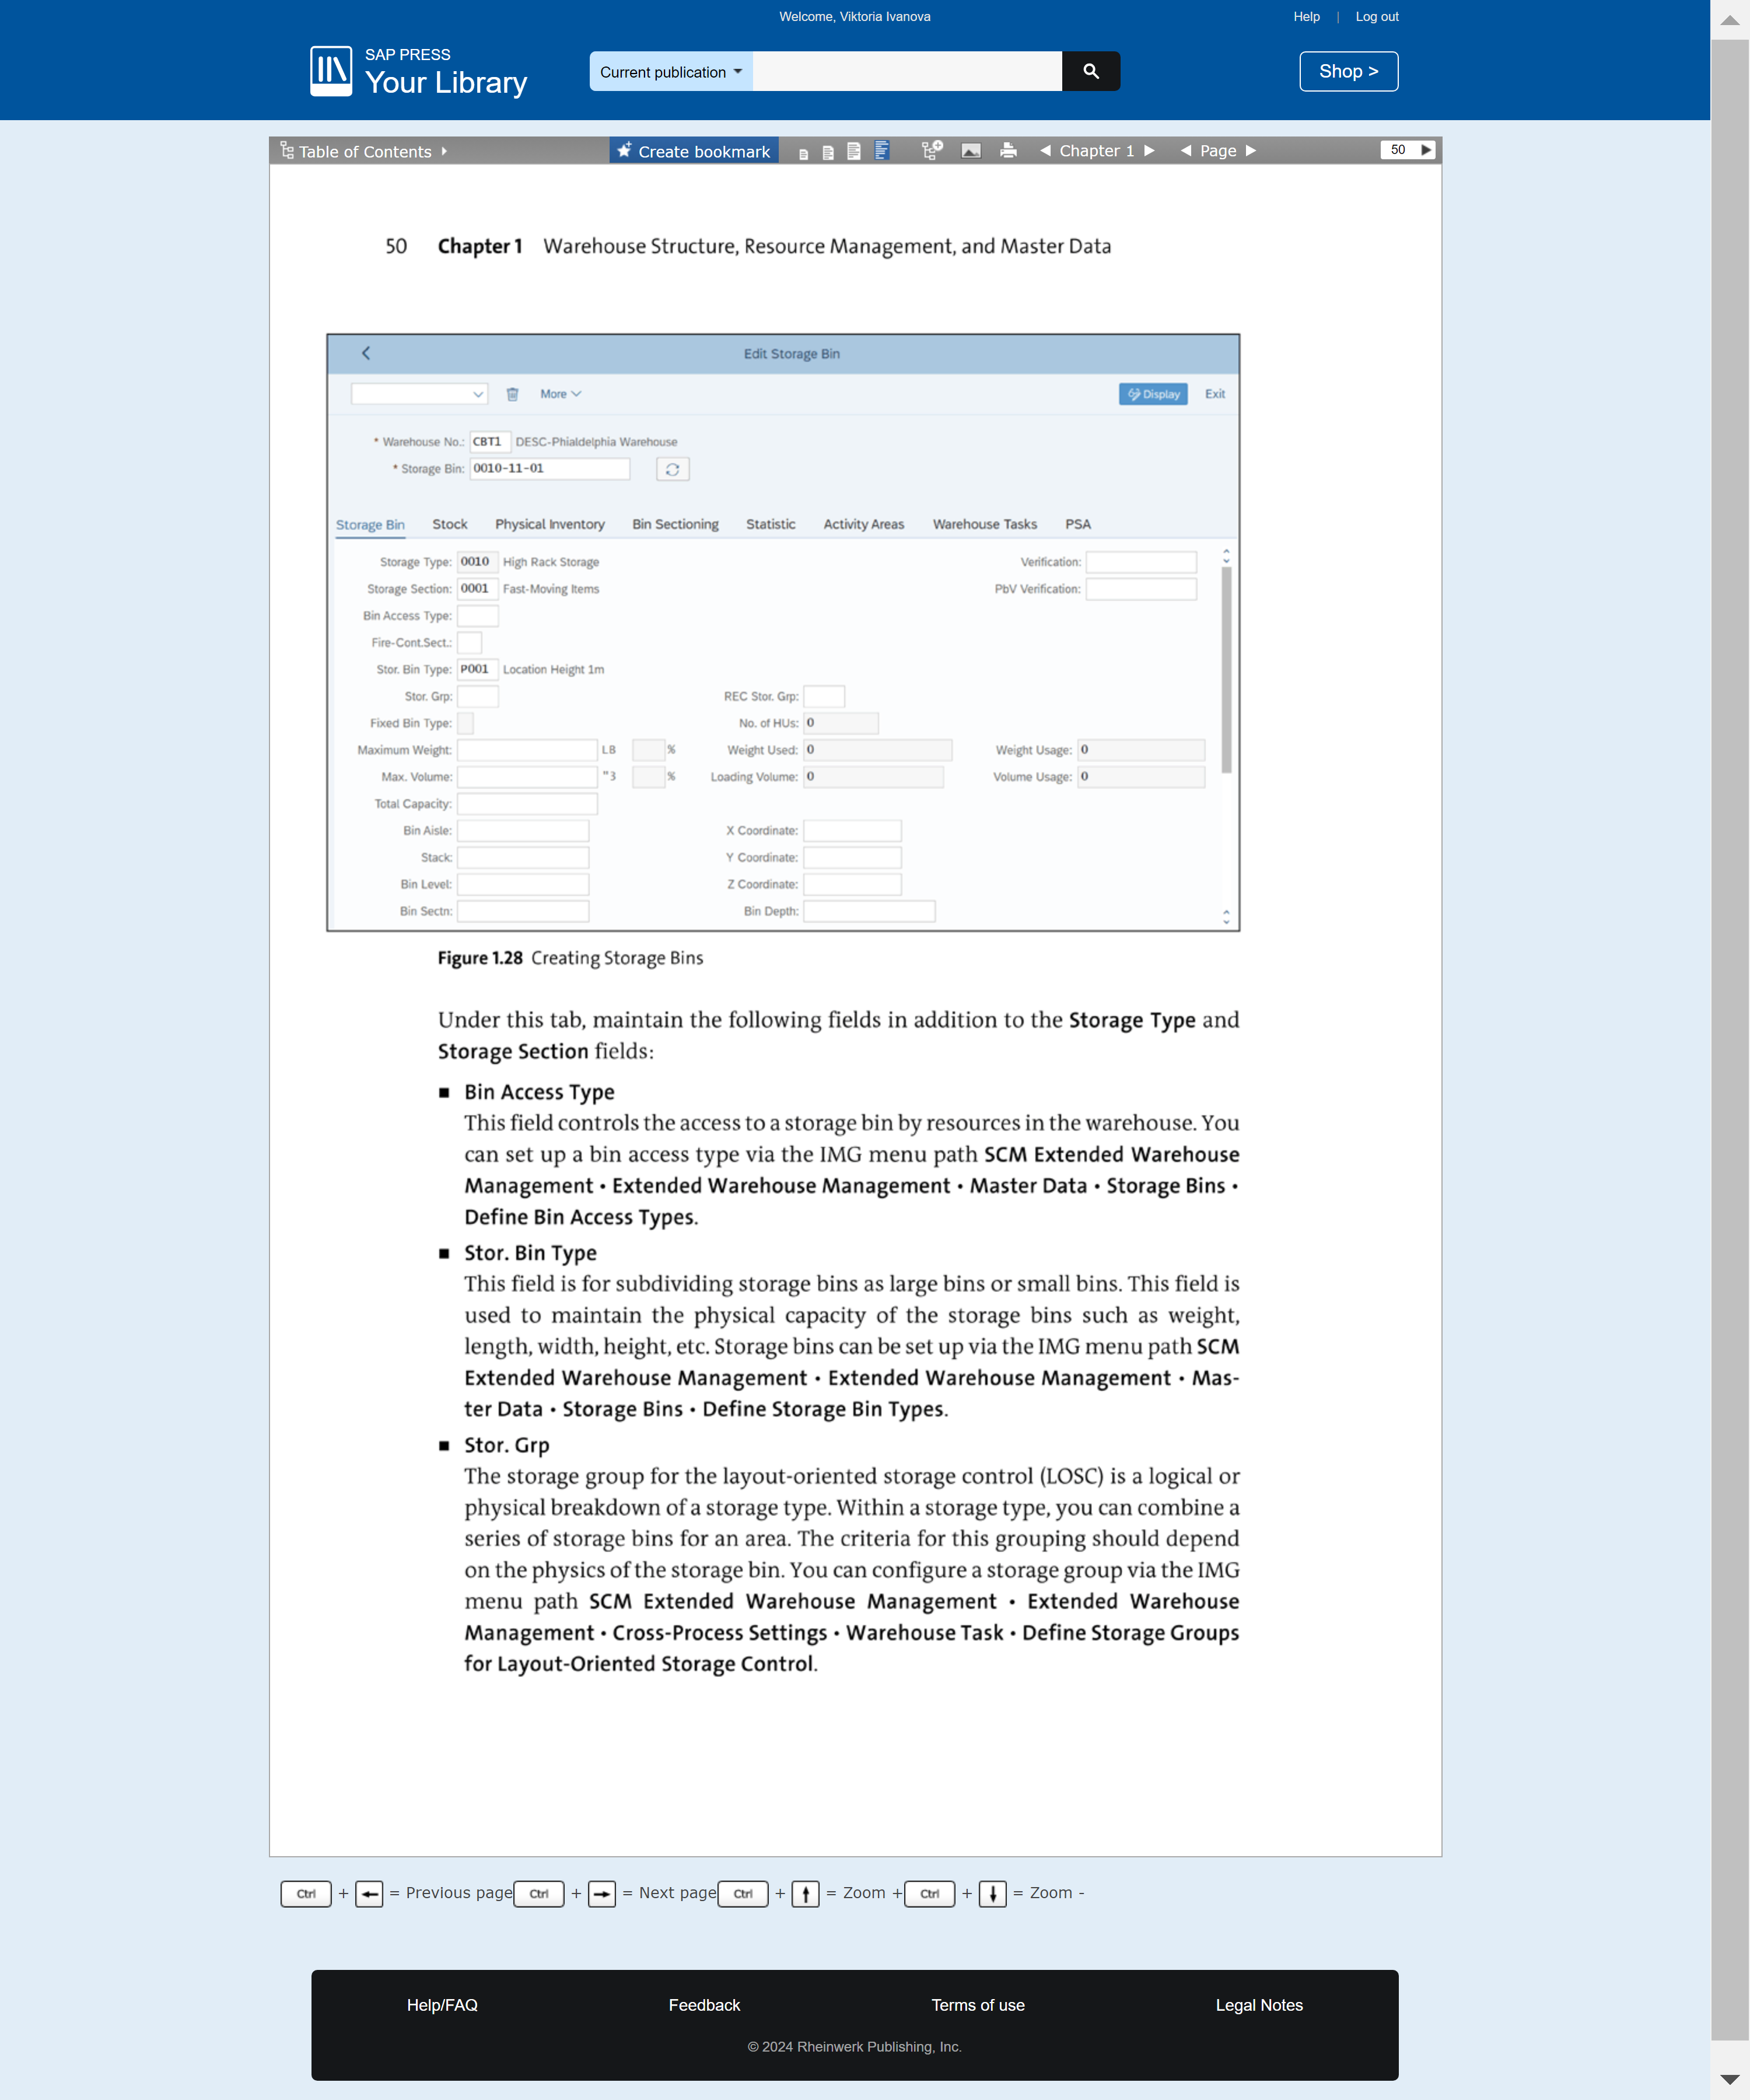 Welcome, Viktoria Ivanova
Help | Log out
SAP PRESS
Your Library
Current publication
Shop >
Table of Contents
Create bookmark
Chapter 1
Page
50
50 Chapter 1 Warehouse Structure, Resource Management, and Master Data
Edit Storage Bin
More
Display
Exit
* Warehouse No.: CBT1 DESC-Phialdelphia Warehouse
* Storage Bin: 0010-11-01
Storage Bin Stock Physical Inventory Bin Sectioning Statistic Activity Areas Warehouse Tasks PSA
Storage Type: 0010 High Rack Storage Verification:
Storage Section: 0001 Fast-Moving Items PbV Verification:
Bin Access Type:
Fire-Cont.Sect.:
Stor. Bin Type: P001 Location Height 1m
Stor. Grp: REC Stor. Grp:
Fixed Bin Type: No. of HUs: 0
Maximum Weight: LB % Weight Used: 0 Weight Usage: 0
Max. Volume: "3 % Loading Volume: 0 Volume Usage: 0
Total Capacity:
Bin Aisle: X Coordinate:
Stack: Y Coordinate:
Bin Level: Z Coordinate:
Bin Sectn: Bin Depth:
Figure 1.28 Creating Storage Bins
Under this tab, maintain the following fields in addition to the Storage Type and
Storage Section fields:
■ Bin Access Type
This field controls the access to a storage bin by resources in the warehouse. You
can set up a bin access type via the IMG menu path SCM Extended Warehouse
Management • Extended Warehouse Management • Master Data • Storage Bins •
Define Bin Access Types.
■ Stor. Bin Type
This field is for subdividing storage bins as large bins or small bins. This field is
used to maintain the physical capacity of the storage bins such as weight,
length, width, height, etc. Storage bins can be set up via the IMG menu path SCM
Extended Warehouse Management • Extended Warehouse Management • Mas-
ter Data • Storage Bins • Define Storage Bin Types.
■ Stor. Grp
The storage group for the layout-oriented storage control (LOSC) is a logical or
physical breakdown of a storage type. Within a storage type, you can combine a
series of storage bins for an area. The criteria for this grouping should depend
on the physics of the storage bin. You can configure a storage group via the IMG
menu path SCM Extended Warehouse Management • Extended Warehouse
Management • Cross-Process Settings • Warehouse Task • Define Storage Groups
for Layout-Oriented Storage Control.
Ctrl + ← = Previous page Ctrl + → = Next page Ctrl + ↑ = Zoom + Ctrl + ↓ = Zoom -
Help/FAQ Feedback Terms of use Legal Notes
© 2024 Rheinwerk Publishing, Inc.